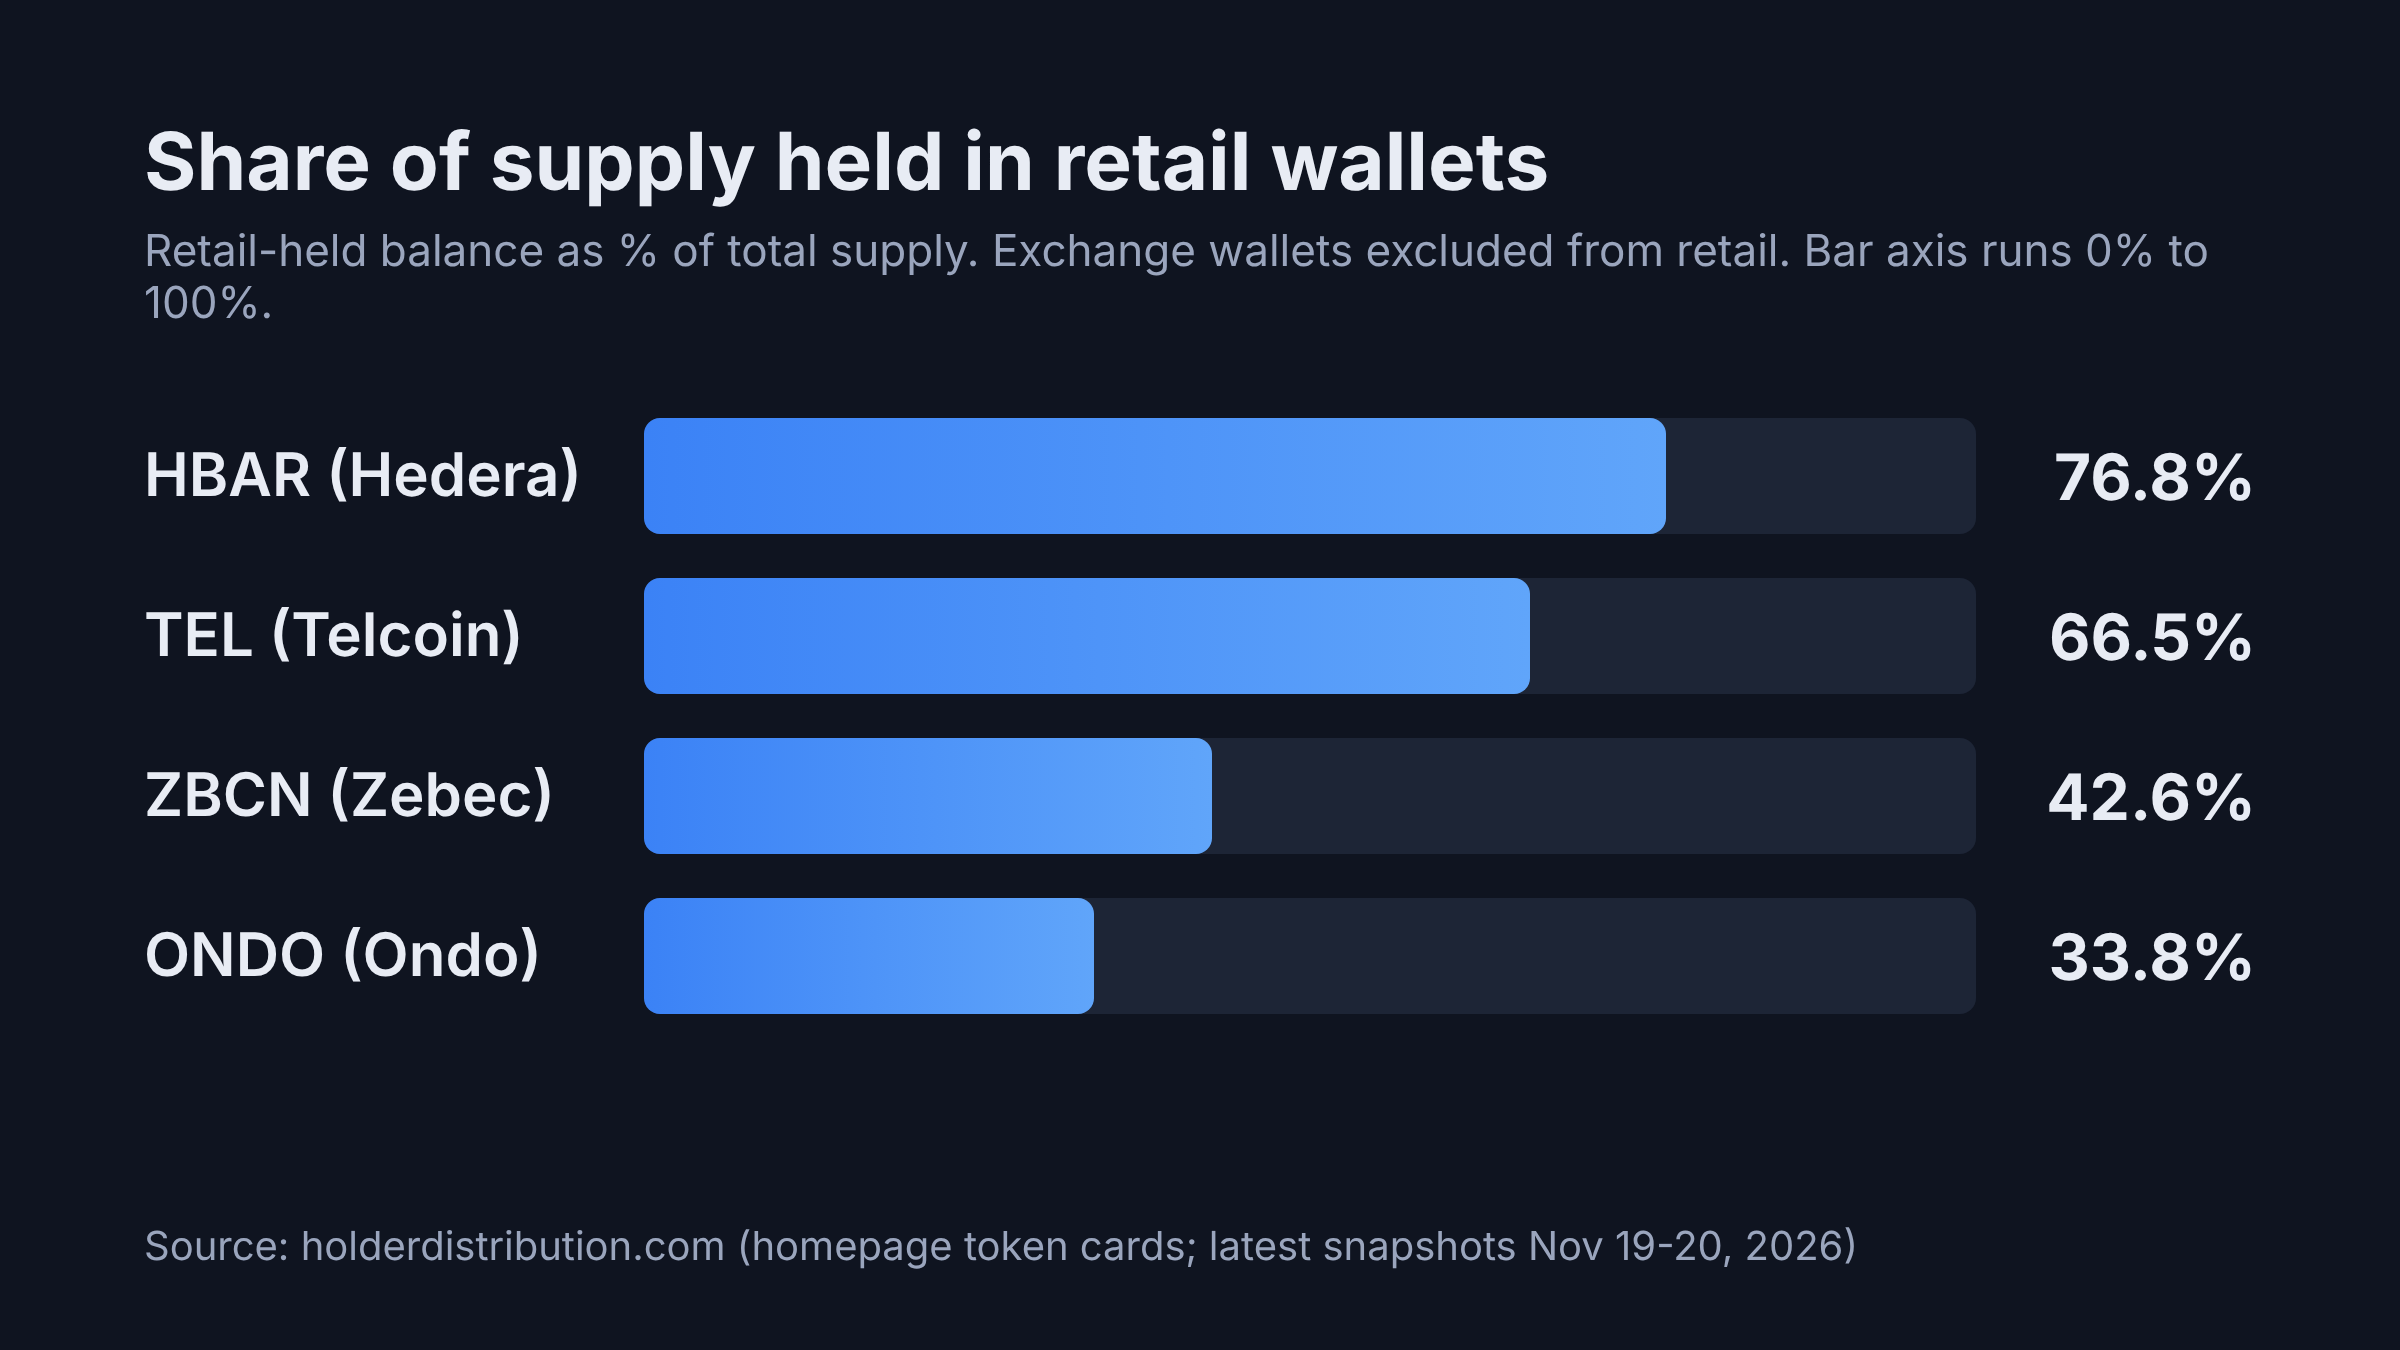 Share of supply held in retail wallets
Retail-held balance as % of total supply. Exchange wallets excluded from retail. Bar axis runs 0% to
100%.
HBAR (Hedera) 76.8%
TEL (Telcoin) 66.5%
ZBCN (Zebec) 42.6%
ONDO (Ondo) 33.8%
Source: holderdistribution.com (homepage token cards; latest snapshots Nov 19-20, 2026)